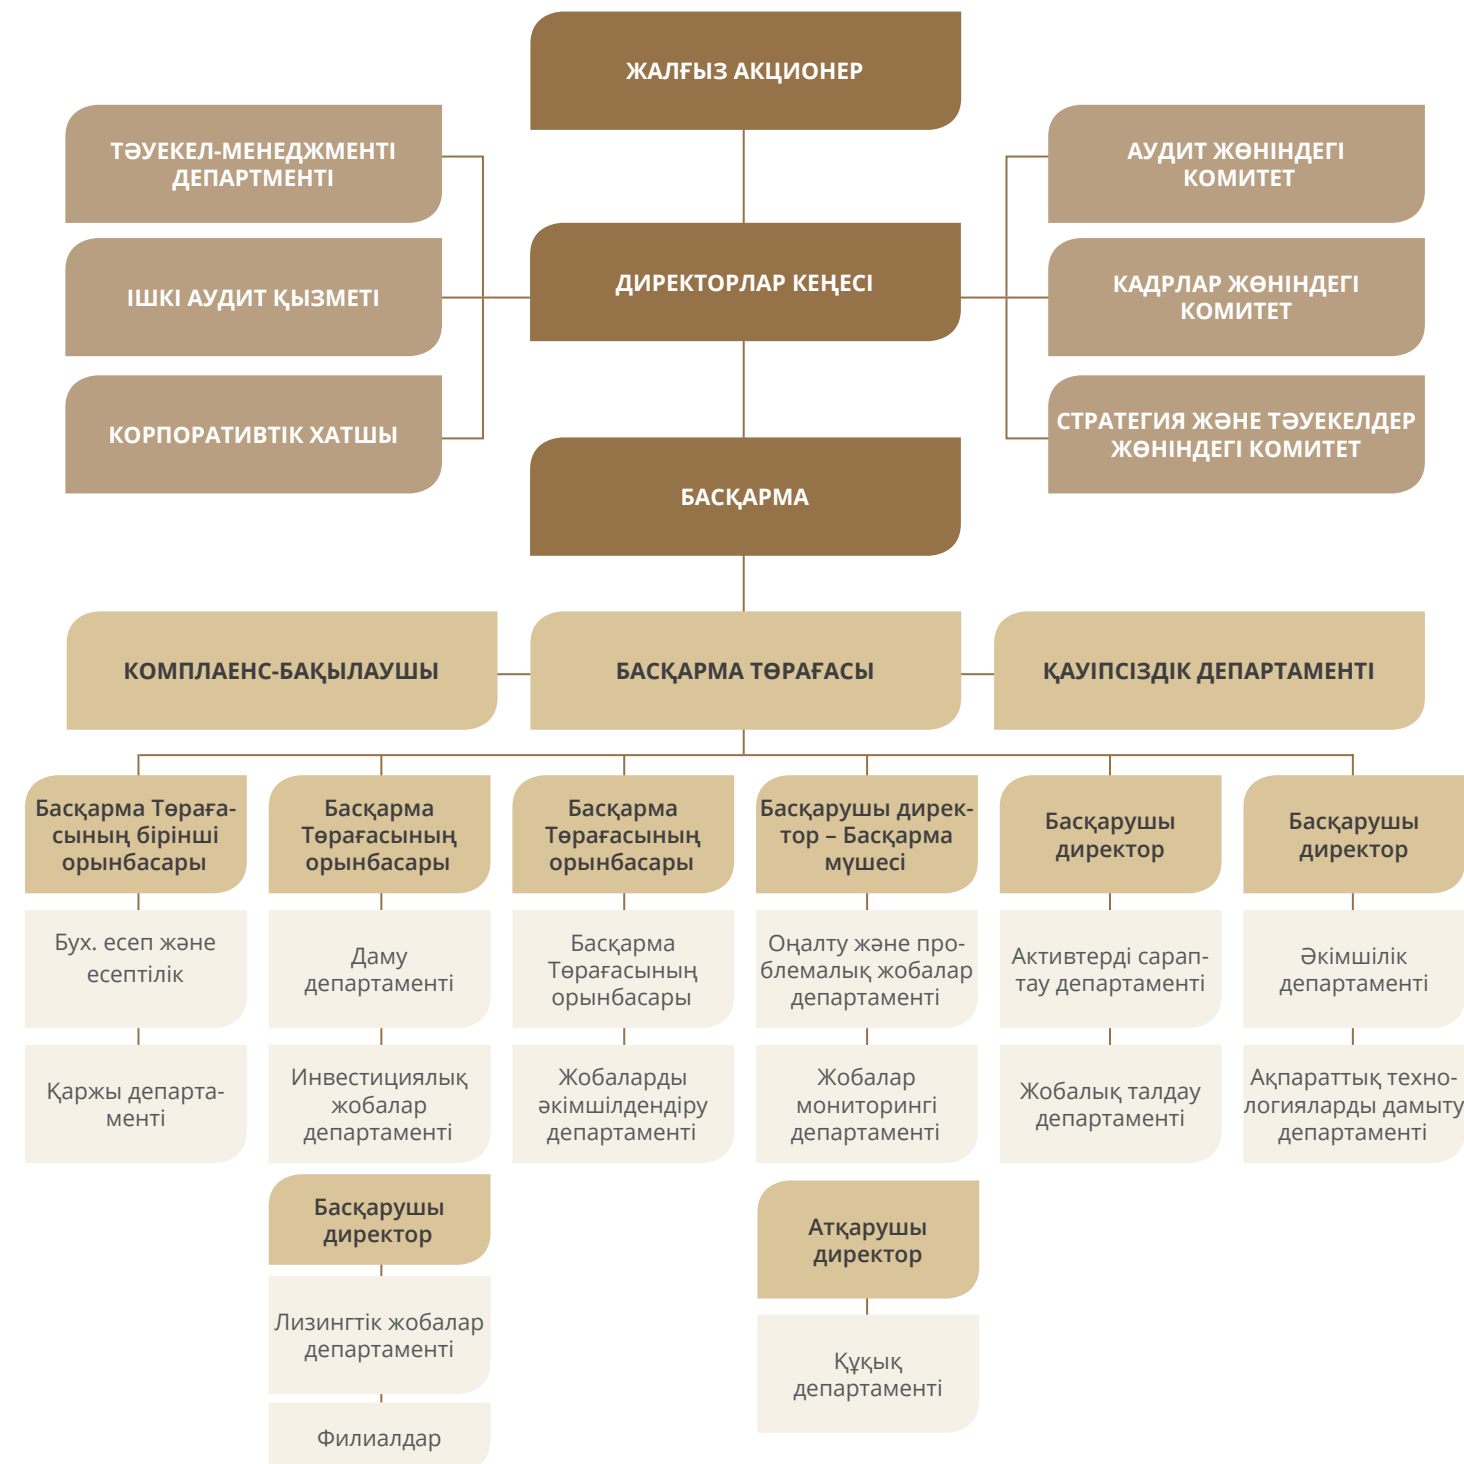 ЖАЛҒЫЗ АКЦИОНЕР
ТӘУЕКЕЛ-МЕНЕДЖМЕНТІ
ДЕПАРТМЕНТІ
АУДИТ ЖӨНІНДЕГІ
КОМИТЕТ
ІШКІ АУДИТ ҚЫЗМЕТІ
ДИРЕКТОРЛАР КЕҢЕСІ
КАДРЛАР ЖӨНІНДЕГІ
КОМИТЕТ
КОРПОРАТИВТІК ХАТШЫ
СТРАТЕГИЯ ЖӘНЕ ТӘУЕКЕЛДЕР
ЖӨНІНДЕГІ КОМИТЕТ
БАСҚАРМА
КОМПЛАЕНС-БАҚЫЛАУШЫ
БАСҚАРМА ТӨРАҒАСЫ
ҚАУІПСІЗДІК ДЕПАРТАМЕНТІ
Басқарма Төраға-
сының бірінші
орынбасары
Басқарма
Төрағасының
орынбасары
Басқарма
Төрағасының
орынбасары
Басқарушы дирек-
тор – Басқарма
мүшесі
Басқарушы
директор
Басқарушы
директор
Бух. есеп және
есептілік
Даму
департаменті
Басқарма
Төрағасының
орынбасары
Оңалту және про-
блемалық жобалар
департаменті
Активтерді сарап-
тау департаменті
Әкімшілік
департаменті
Қаржы департа-
менті
Инвестициялық
жобалар
департаменті
Жобаларды
әкімшілдендіру
департаменті
Жобалар
мониторингі
департаменті
Жобалық талдау
департаменті
Ақпараттық техно-
логияларды дамыту
департаменті
Басқарушы
директор
Атқарушы
директор
Лизингтік жобалар
департаменті
Құқық
департаменті
Филиалдар